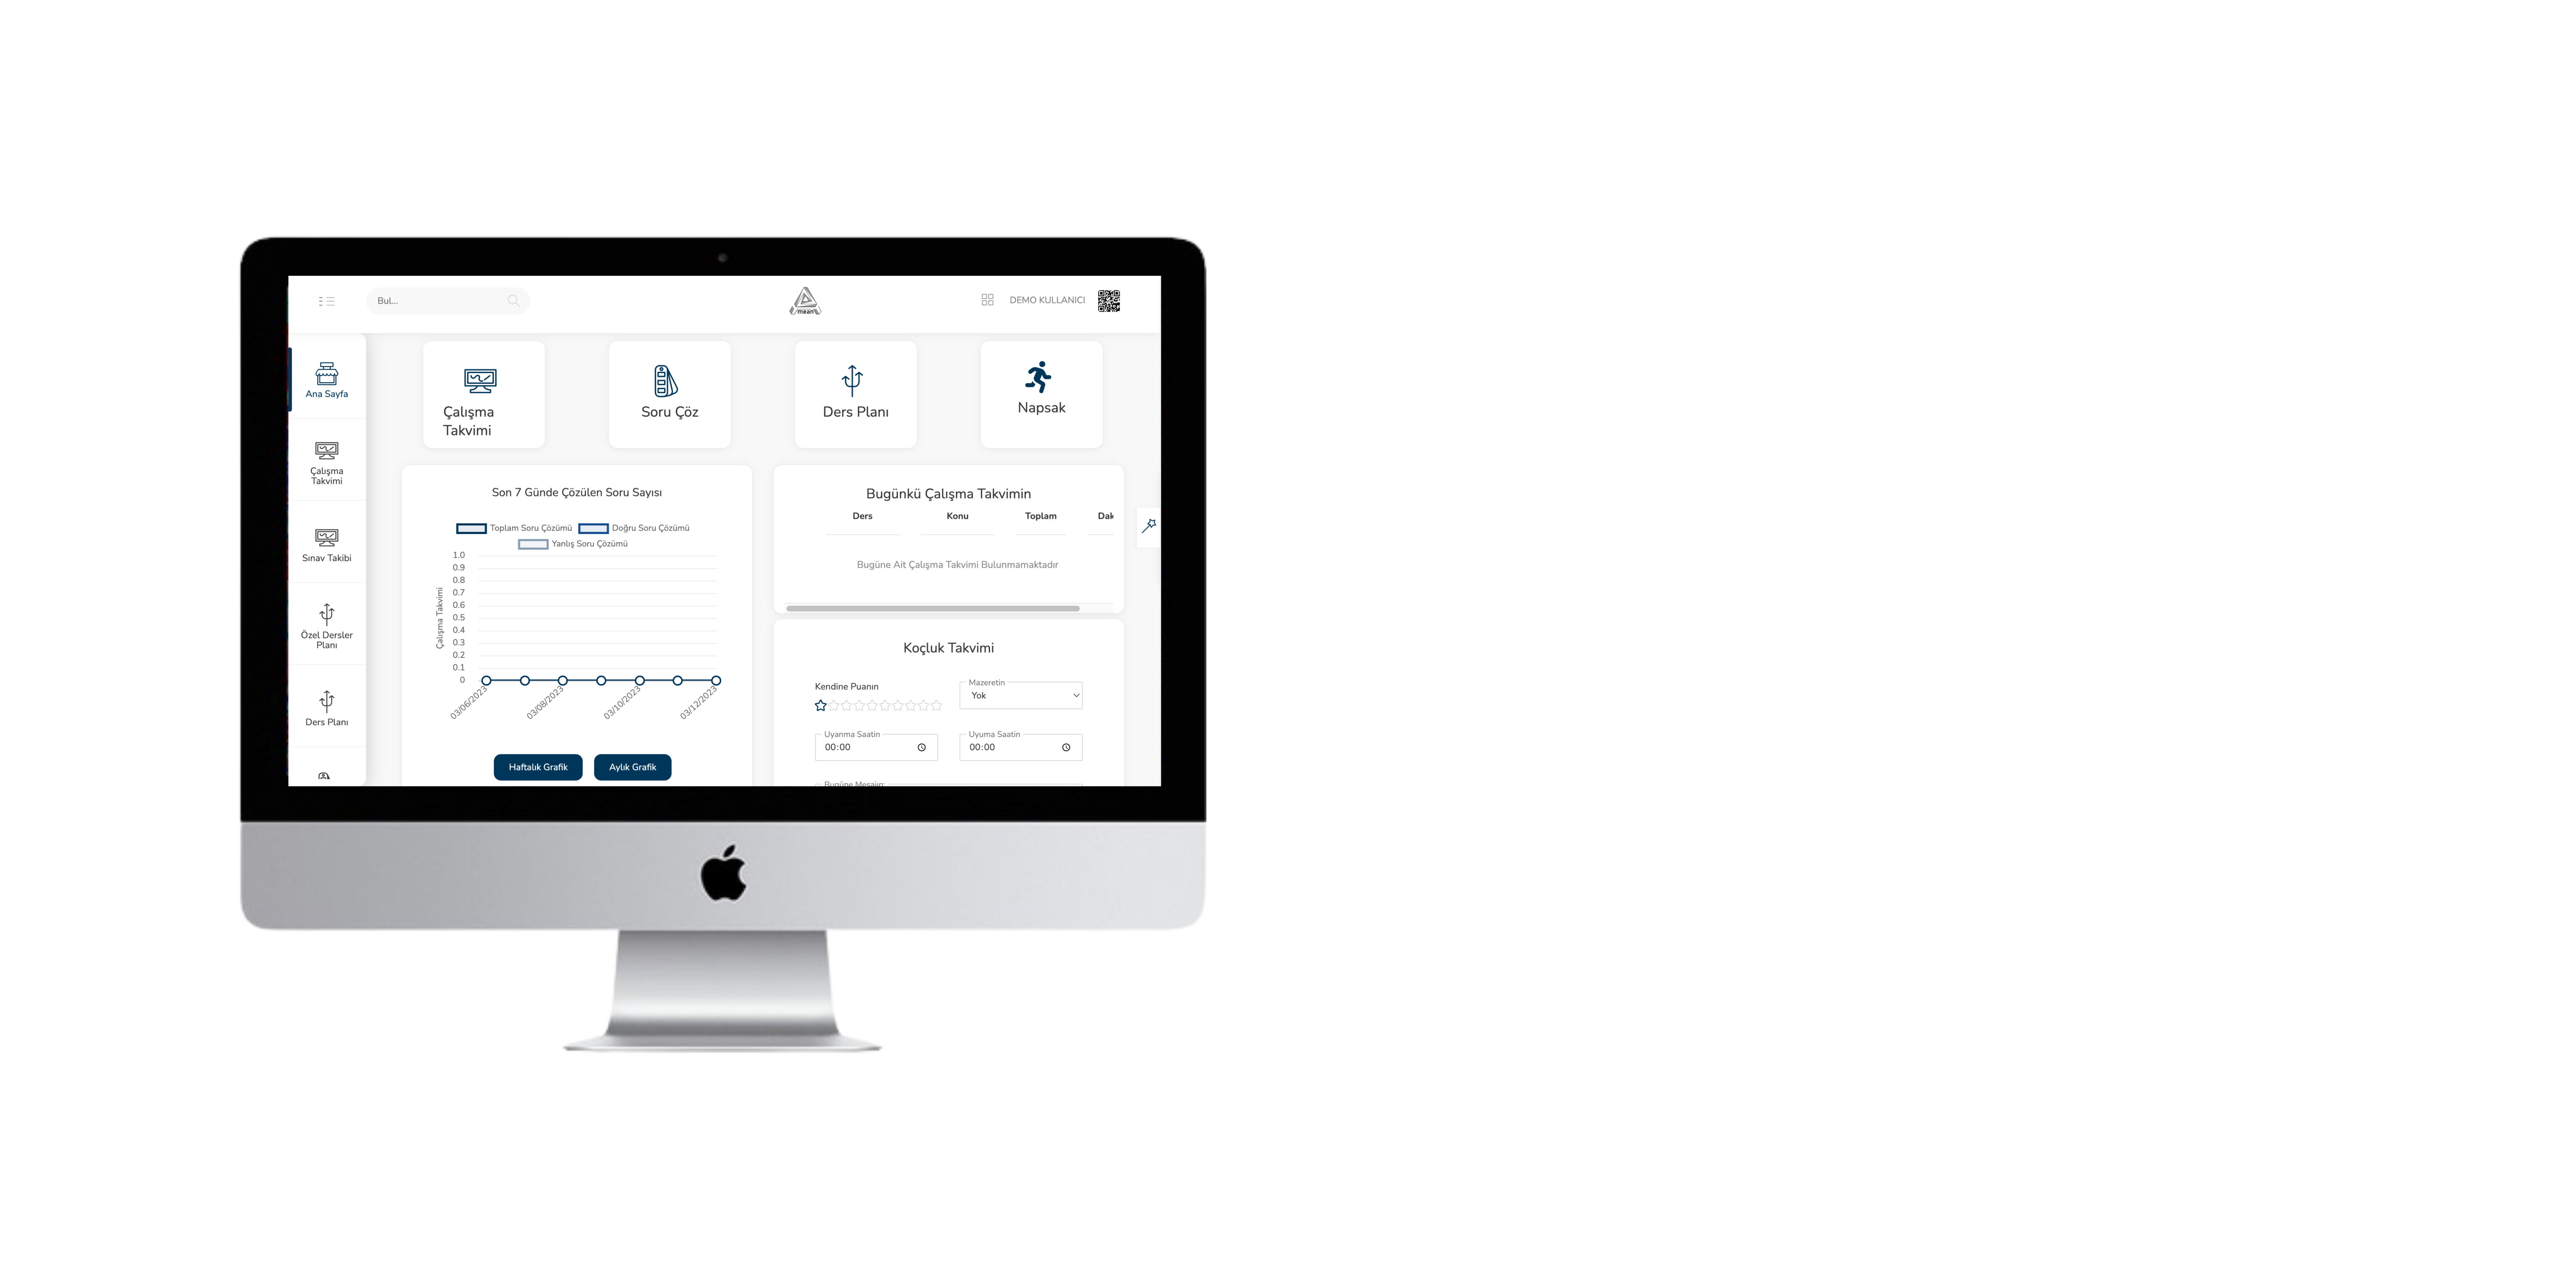 Bul...
mean
DEMO KULLANICI
Ana Sayfa
Çalışma
Takvimi
Sınav Takibi
Özel Dersler
Planı
Ders Planı
Çalışma
Takvimi
Soru Çöz
Ders Planı
Napsak
Son 7 Günde Çözülen Soru Sayısı
Toplam Soru Çözümü Doğru Soru Çözümü
Yanlış Soru Çözümü
Çalışma Takvimi
1.0
0.9
0.8
0.7
0.6
0.5
0.4
0.3
0.2
0.1
0
03/06/2023 03/08/2023 03/10/2023 03/12/2023
Haftalık Grafik Aylık Grafik
Bugünkü Çalışma Takvimin
Ders Konu Toplam Dak
Bugüne Ait Çalışma Takvimi Bulunmamaktadır
Koçluk Takvimi
Kendine Puanın
Mazeretin
Yok
Uyanma Saatin
00:00
Uyuma Saatin
00:00
Bugüne Mesajın: